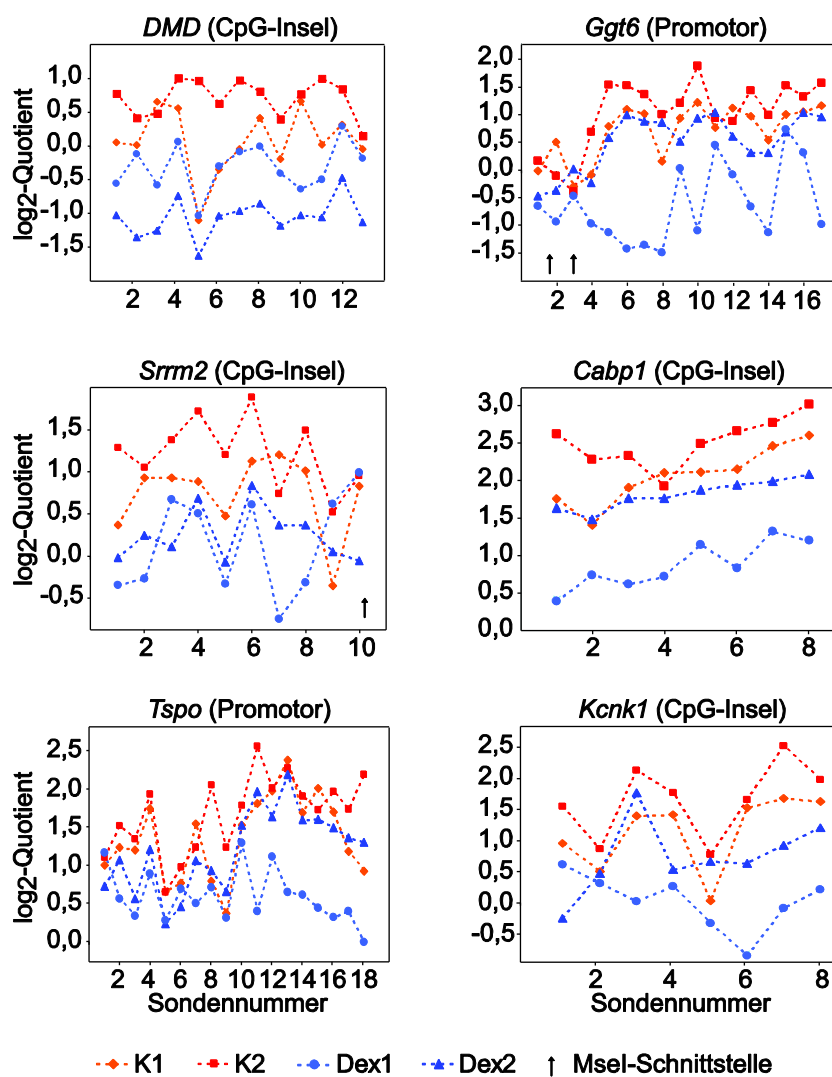 DMD (CpG-Insel)
log2-Quotient
1,0
0,5
0,0
-0,5
-1,0
-1,5
2 4 6 8 10 12
Ggt6 (Promotor)
2,0
1,5
1,0
0,5
0,0
-0,5
-1,0
-1,5
2 4 6 8 10 12 14 16
Srrm2 (CpG-Insel)
log2-Quotient
1,5
1,0
0,5
0,0
-0,5
2 4 6 8 10
Cabp1 (CpG-Insel)
3,0
2,5
2,0
1,5
1,0
0,5
0,0
2 4 6 8
Tspo (Promotor)
log2-Quotient
2,5
2,0
1,5
1,0
0,5
0,0
2 4 6 8 10 12 14 16 18
Sondennummer
Kcnk1 (CpG-Insel)
2,5
2,0
1,5
1,0
0,5
0,0
-0,5
2 4 6 8
Sondennummer
K1 K2 Dex1 Dex2 MseI-Schnittstelle